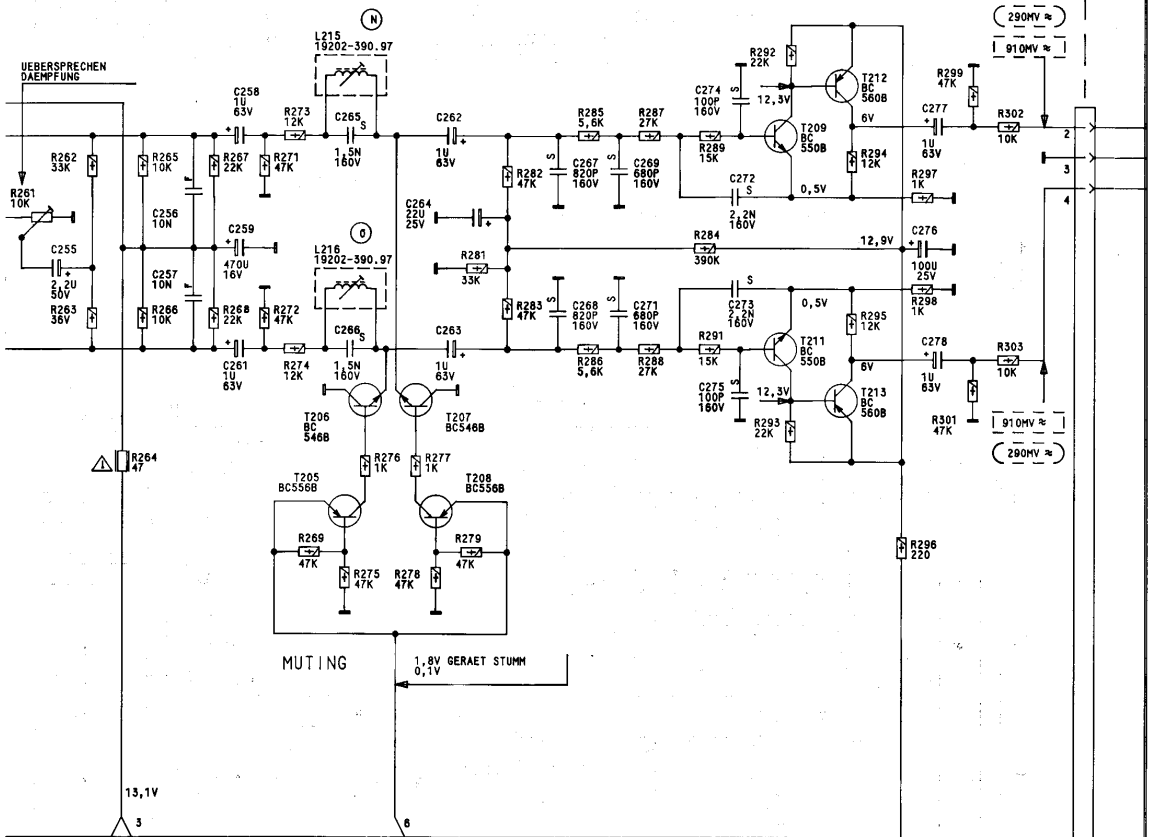 N
L215
19202-390.97
UEBERSPRECHEN
DAEMPFUNG
C258
1U
63V
R273
12K
C265
S
1,5N
160V
C262
1U
63V
R285
5,6K
R287
27K
C274
100P
160V
S
R292
22K
12,3V
T209
BC
550B
T212
BC
560B
6V
R299
47K
C277
1U
63V
R302
10K
290MV ≈
910MV ≈
2
3
4
R262
33K
R265
10K
R267
22K
R271
47K
R261
10K
C256
10N
F
C255
2,2U
50V
C259
470U
16V
C257
10N
F
R263
36V
R266
10K
R268
22K
R272
47K
C261
1U
63V
R274
12K
O
L216
19202-390.97
C266
S
1,5N
160V
C263
1U
63V
C264
22U
25V
R282
47K
R281
33K
R283
47K
S
C267
820P
160V
S
C269
680P
160V
R289
15K
C272
S
2,2N
160V
0,5V
R294
12K
R297
1K
R284
390K
12,9V
C276
100U
25V
S
C268
820P
160V
S
C271
680P
160V
S
C273
2,2N
160V
0,5V
R298
1K
R295
12K
R286
5,6K
R288
27K
R291
15K
S
C275
100P
160V
T211
BC
550B
6V
C278
1U
63V
R303
10K
12,3V
R293
22K
T213
BC
560B
R301
47K
910MV ≈
290MV ≈
T206
BC
546B
T207
BC546B
R276
1K
R277
1K
T205
BC556B
T208
BC556B
R264
47
R269
47K
R275
47K
R278
47K
R279
47K
R296
220
MUTING
1,8V GERAET STUMM
0,1V
13,1V
3
6